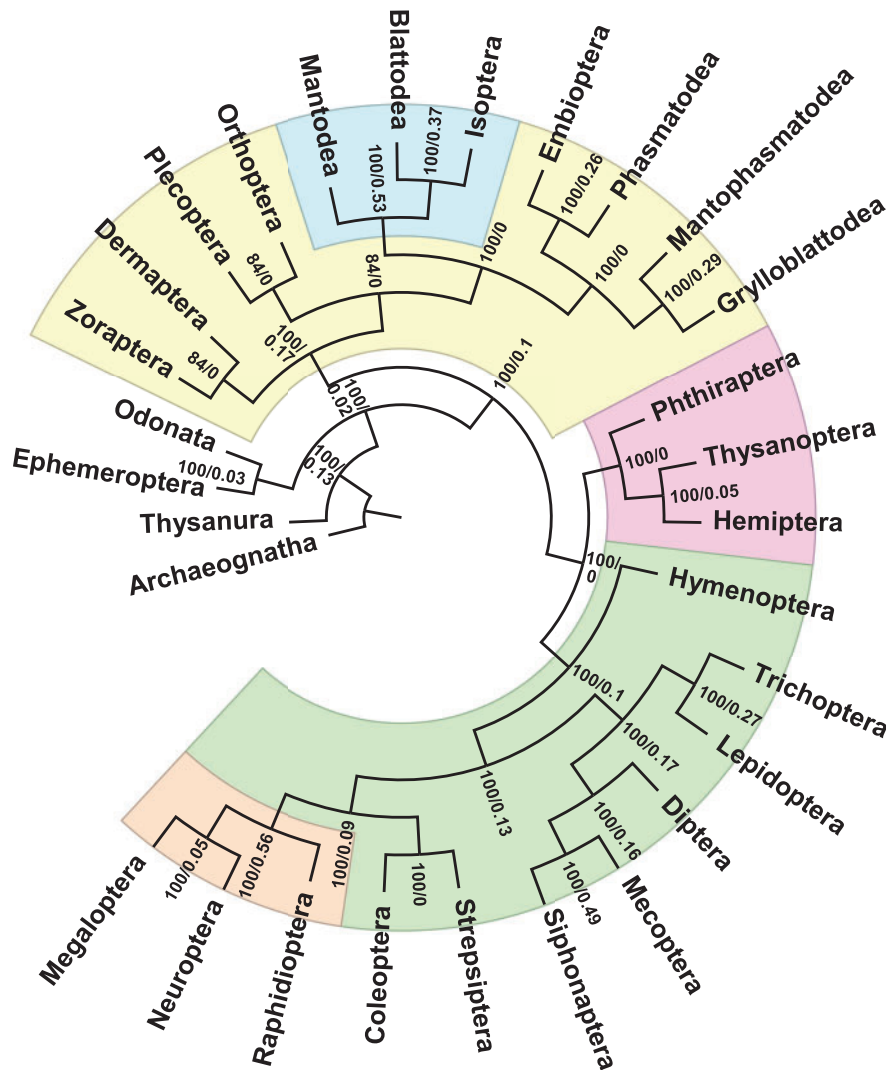 Blattodea
Isoptera
Mantodea
Embioptera
Phasmatodea
Mantophasmatodea
Grylloblattodea
Orthoptera
Plecoptera
Dermaptera
Zoraptera
Odonata
Ephemeroptera
Thysanura
Archaeognatha
100/0.37
100/0.53
100/0.26
100/0
100/0
100/0.29
84/0
84/0
84/0
100/
0.17
100/0.1
100/
0.02
100/
0.13
100/0.03
Phthiraptera
Thysanoptera
Hemiptera
100/0
100/0.05
100/
0
Hymenoptera
Trichoptera
Lepidoptera
Diptera
Mecoptera
Siphonaptera
Strepsiptera
Coleoptera
Raphidioptera
Neuroptera
Megaloptera
100/0.1
100/0.27
100/0.17
100/0.16
100/0.49
100/0.13
100/0
100/0.09
100/0.56
100/0.05